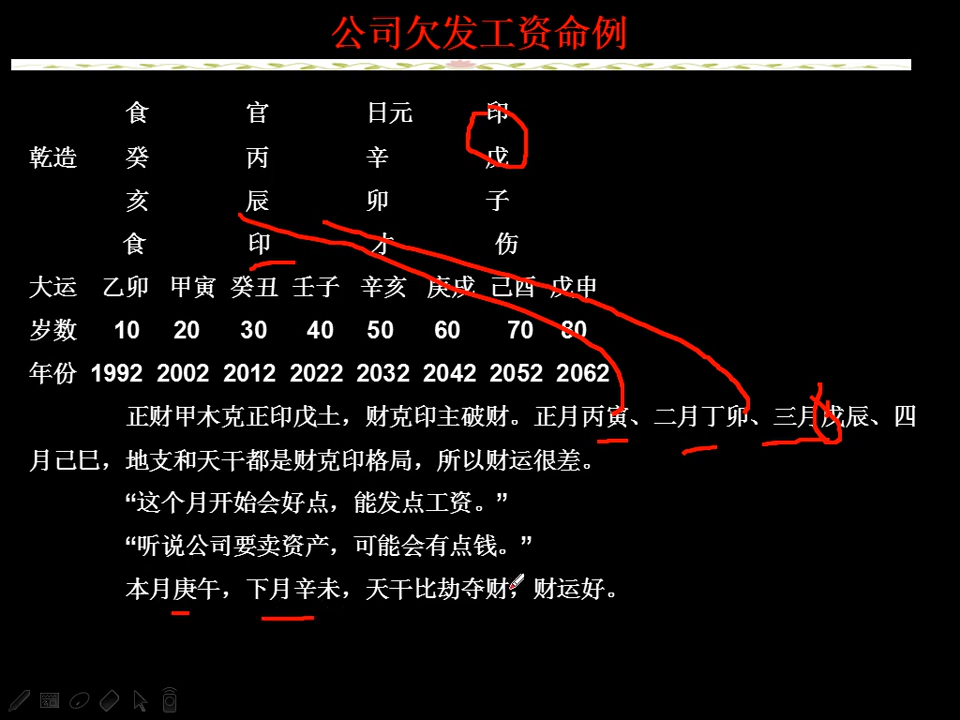 公司欠发工资命例
食 官 日元 印
乾造 癸 丙 辛 戊
亥 辰 卯 子
食 印 才 伤
大运 乙卯 甲寅 癸丑 壬子 辛亥 庚戌 己酉 戊申
岁数 10 20 30 40 50 60 70 80
年份 1992 2002 2012 2022 2032 2042 2052 2062
正财甲木克正印戊土，财克印主破财。正月丙寅、二月丁卯、三月戊辰、四
月己巳，地支和天干都是财克印格局，所以财运很差。
“这个月开始会好点，能发点工资。”
“听说公司要卖资产，可能会有点钱。”
本月庚午，下月辛未，天干比劫夺财，财运好。